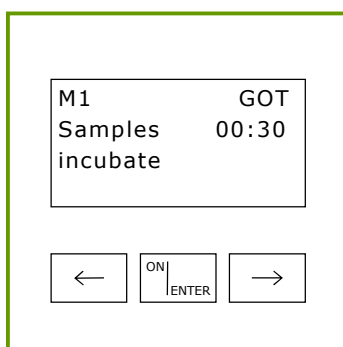 M1 GOT
Samples 00:30
incubate
← ON ENTER →